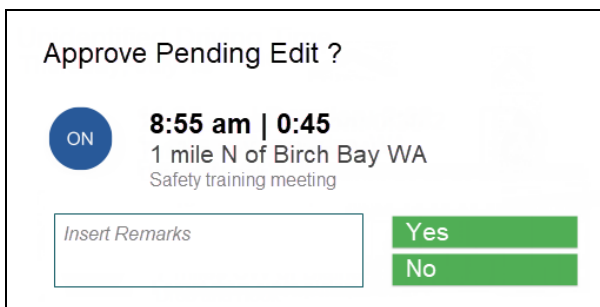 Approve Pending Edit ?
ON
8:55 am | 0:45
1 mile N of Birch Bay WA
Safety training meeting
Insert Remarks
Yes
No